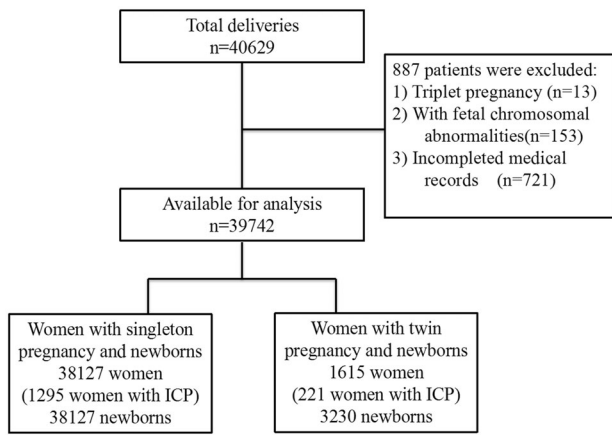 Total deliveries
n=40629
887 patients were excluded:
1) Triplet pregnancy (n=13)
2) With fetal chromosomal
abnormalities(n=153)
3) Incompleted medical
records (n=721)
Available for analysis
n=39742
Women with singleton
pregnancy and newborns
38127 women
(1295 women with ICP)
38127 newborns
Women with twin
pregnancy and newborns
1615 women
(221 women with ICP)
3230 newborns